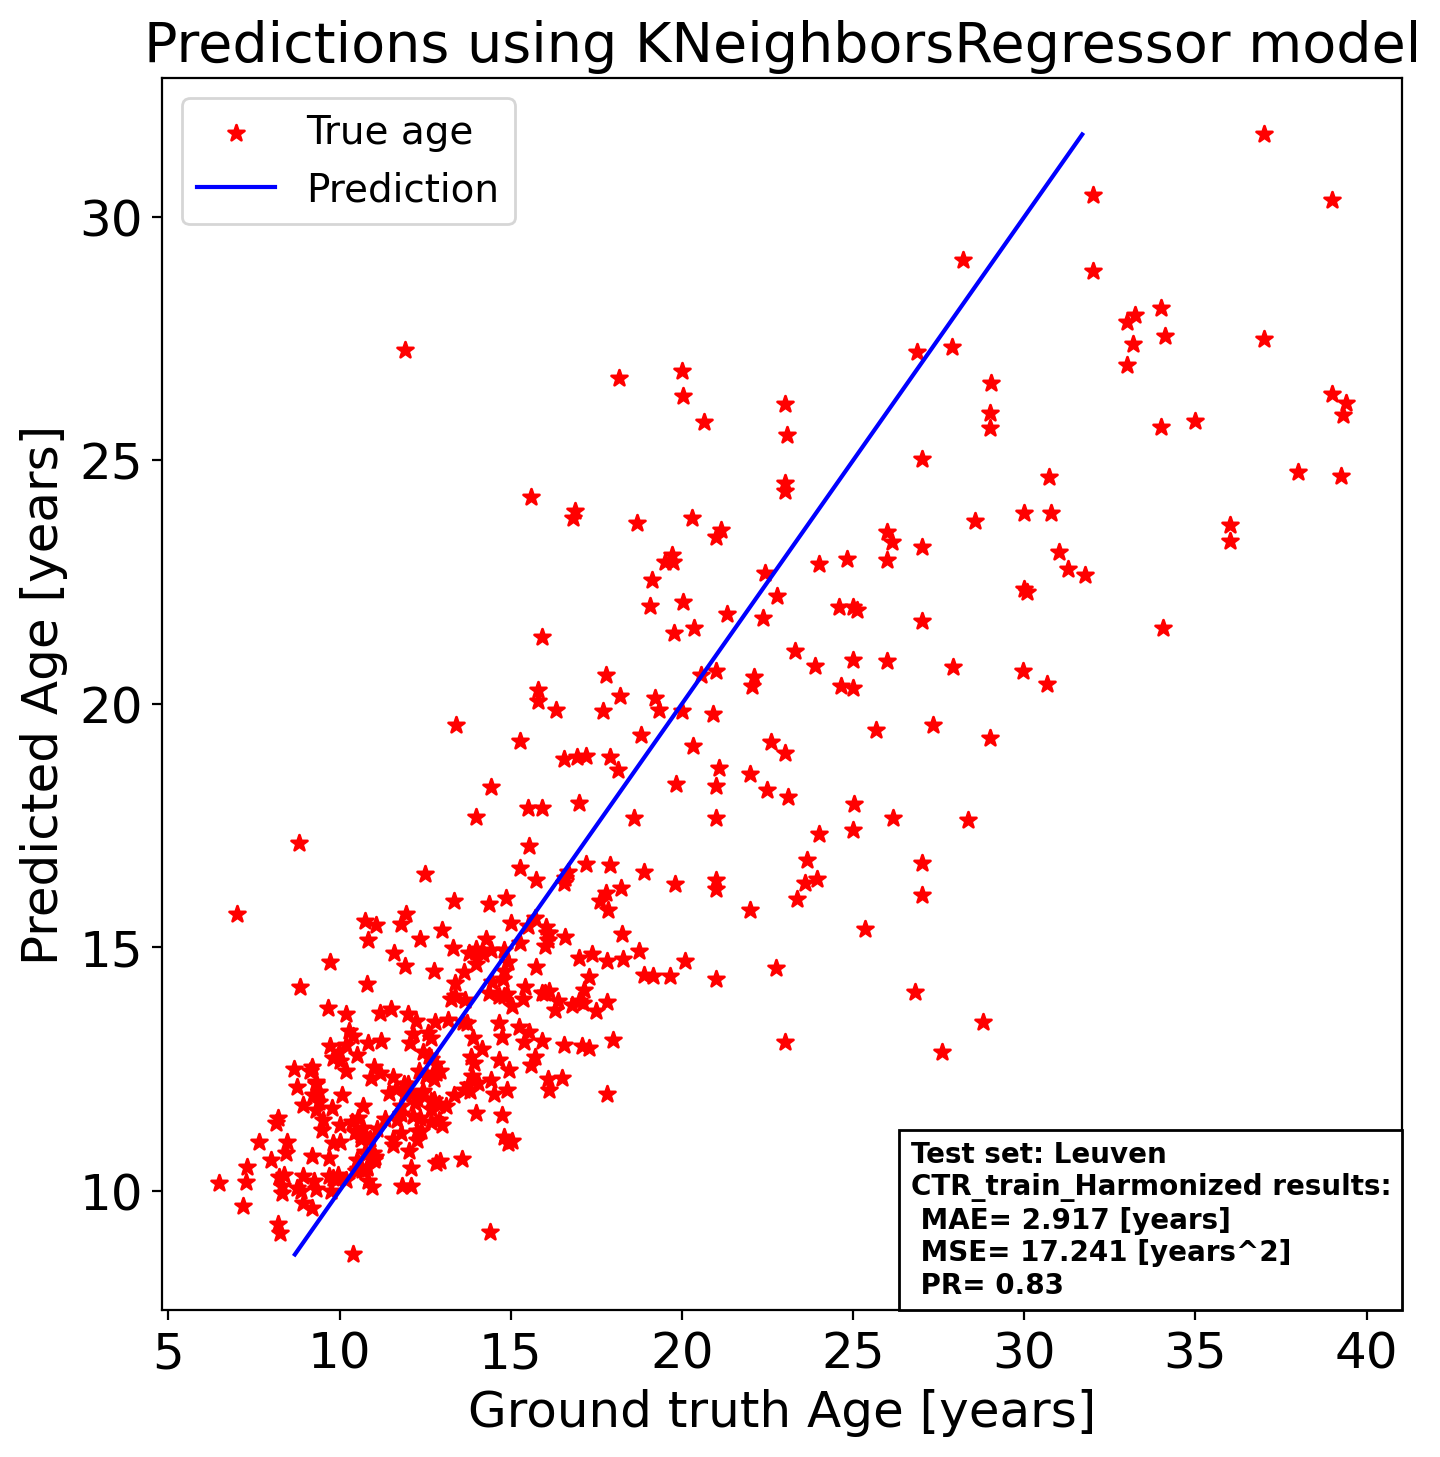 Predictions using KNeighborsRegressor model
True age
Prediction
30
25
20
15
10
Predicted Age [years]
Test set: Leuven
CTR_train_Harmonized results:
MAE= 2.917 [years]
MSE= 17.241 [years^2]
PR= 0.83
5 10 15 20 25 30 35 40
Ground truth Age [years]